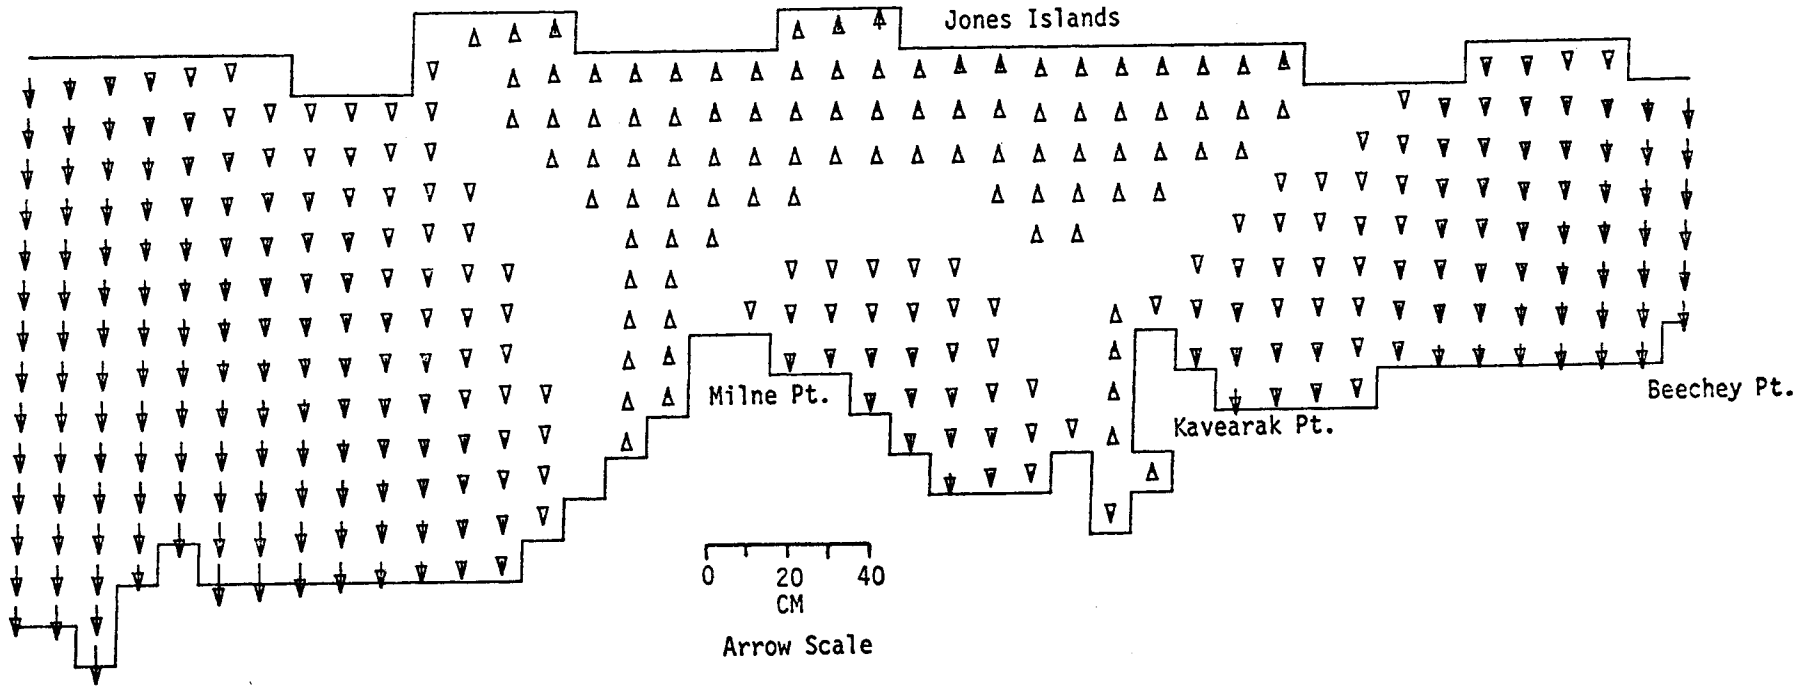 Jones Islands
Milne Pt.
Beechey Pt.
Kavearak Pt.
0 20 40
CM
Arrow Scale